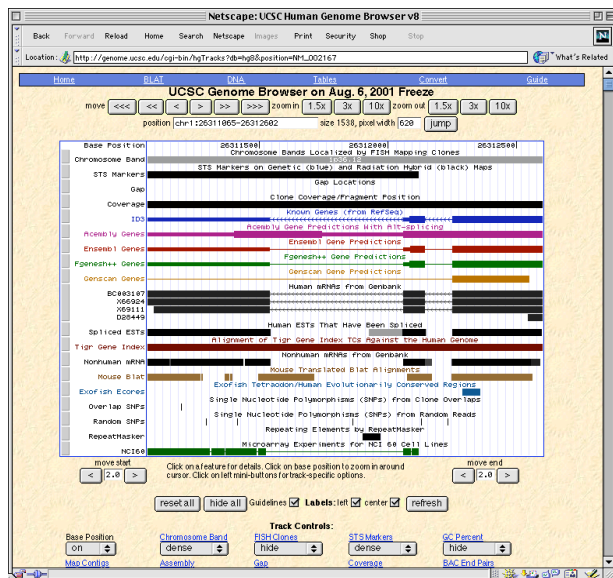 Netscape: UCSC Human Genome Browser v8
Back Forward Reload Home Search Netscape Images Print Security Shop Stop
Location: http://genome.ucsc.edu/cgi-bin/hgTracks?db=hg8&position=NM_002167 What's Related
Home BLAT DNA Tables Convert Guide
UCSC Genome Browser on Aug. 6, 2001 Freeze
move <<< << < > >> >>> zoom in 1.5x 3x 10x zoom out 1.5x 3x 10x
position chr1:26311065-26312602 size 1538, pixel width 620 jump
Base Position 26311500| 26312000| 26312500|
Chromosome Bands Localized by FISH Mapping Clones
Chromosome Band 1p36.12
STS Markers on Genetic (blue) and Radiation Hybrid (black) Maps
STS Markers
Gap Locations
Gap
Clone Coverage/Fragment Position
Coverage
Known Genes (from RefSeq)
ID3
Acembly Gene Predictions With Alt-splicing
Acembly Genes
Ensembl Gene Predictions
Ensembl Genes
Fgenesh++ Gene Predictions
Fgenesh++ Genes
Genscan Gene Predictions
Genscan Genes
Human mRNAs from Genbank
BC003107
X66924
X69111
D28449
Human ESTs That Have Been Spliced
Spliced ESTs
Alignment of Tigr Gene Index TCs Against the Human Genome
Tigr Gene Index
Nonhuman mRNAs from Genbank
Nonhuman mRNA
Mouse Translated Blat Alignments
Mouse Blat
Exofish Tetraodon/Human Evolutionarily Conserved Regions
Exofish Ecores
Single Nucleotide Polymorphisms (SNPs) from Clone Overlaps
Overlap SNPs
Single Nucleotide Polymorphisms (SNPs) from Random Reads
Random SNPs
Repeating Elements by RepeatMasker
RepeatMasker
Microarray Experiments for NCI 60 Cell Lines
NCI60
move start Click on a feature for details. Click on base position to zoom in around move end
< 2.0 > cursor. Click on left mini-buttons for track-specific options. < 2.0 >
reset all hide all Guidelines Labels: left center refresh
Track Controls:
Base Position Chromosome Band FISH Clones STS Markers GC Percent
on dense hide dense hide
Map Contigs Assembly Gap Coverage BAC End Pairs